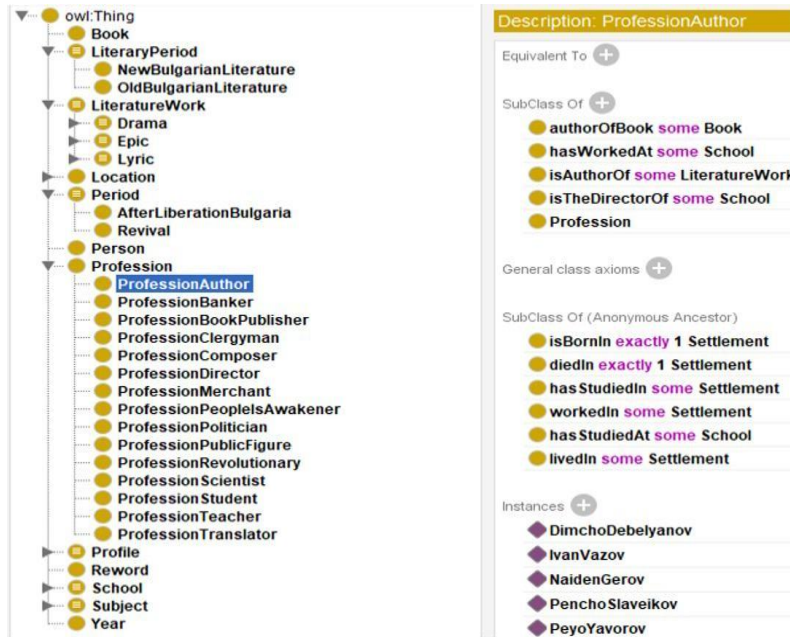 owl:Thing
Book
LiteraryPeriod
NewBulgarianLiterature
OldBulgarianLiterature
LiteratureWork
Drama
Epic
Lyric
Location
Period
AfterLiberationBulgaria
Revival
Person
Profession
ProfessionAuthor
ProfessionBanker
ProfessionBookPublisher
ProfessionClergyman
ProfessionComposer
ProfessionDirector
ProfessionMerchant
ProfessionPeopleIsAwakener
ProfessionPolitician
ProfessionPublicFigure
ProfessionRevolutionary
ProfessionScientist
ProfessionStudent
ProfessionTeacher
ProfessionTranslator
Profile
Reword
School
Subject
Year
Description: ProfessionAuthor
Equivalent To
SubClass Of
authorOfBook some Book
hasWorkedAt some School
isAuthorOf some LiteratureWork
isTheDirectorOf some School
Profession
General class axioms
SubClass Of (Anonymous Ancestor)
isBornIn exactly 1 Settlement
diedIn exactly 1 Settlement
hasStudiedIn some Settlement
workedIn some Settlement
hasStudiedAt some School
livedIn some Settlement
Instances
DimchoDebelyanov
IvanVazov
NaidenGerov
PenchoSlaveikov
PeyoYavorov